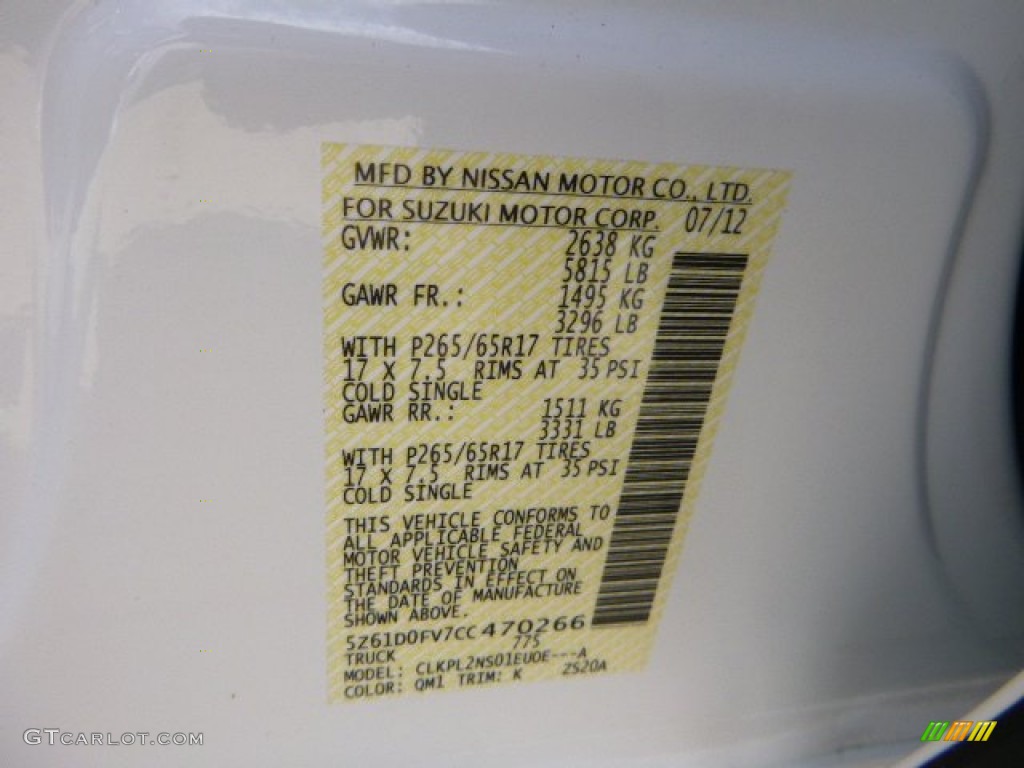 MFD BY NISSAN MOTOR CO., LTD.
FOR SUZUKI MOTOR CORP. 07/12
GVWR: 2638 KG
5815 LB
GAWR FR.: 1495 KG
3296 LB
WITH P265/65R17 TIRES
17 X 7.5 RIMS AT 35 PSI
COLD SINGLE
GAWR RR.: 1511 KG
3331 LB
WITH P265/65R17 TIRES
17 X 7.5 RIMS AT 35 PSI
COLD SINGLE
THIS VEHICLE CONFORMS TO
ALL APPLICABLE FEDERAL
MOTOR VEHICLE SAFETY AND
THEFT PREVENTION
STANDARDS IN EFFECT ON
THE DATE OF MANUFACTURE
SHOWN ABOVE.
5Z61D0FV7CC470266
TRUCK 775
MODEL: CLKPL2NS01EU0E---A
COLOR: QM1 TRIM: K ZS20A
GTCARLOT.COM